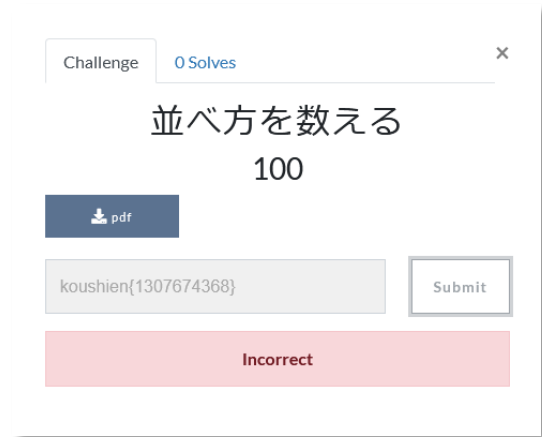 Challenge 0 Solves ×
並べ方を数える
100
pdf
koushien{1307674368} Submit
Incorrect